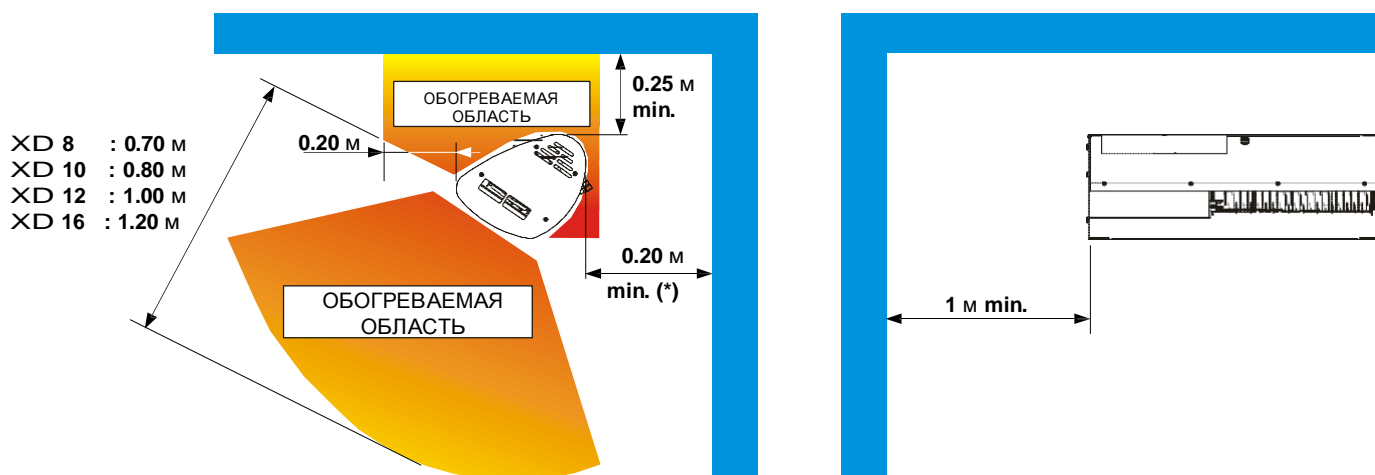 ОБОГРЕВАЕМАЯ
ОБЛАСТЬ
0.25 м
min.
XD 8 : 0.70 м
XD 10 : 0.80 м
XD 12 : 1.00 м
XD 16 : 1.20 м
0.20 м
0.20 м
min. (*)
ОБОГРЕВАЕМАЯ
ОБЛАСТЬ
1 м min.